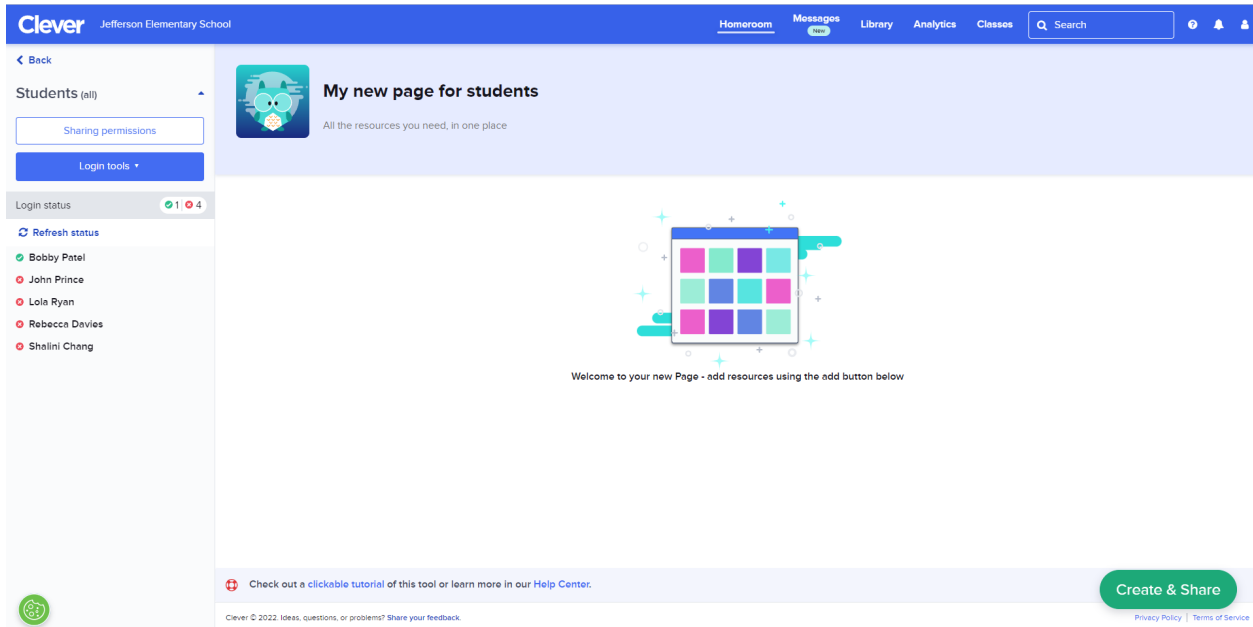 Clever Jefferson Elementary School Homeroom Messages New Library Analytics Classes Search
Back
Students (all)
Sharing permissions
Login tools
Login status 1 4
Refresh status
Bobby Patel
John Prince
Lola Ryan
Rebecca Davies
Shalini Chang
My new page for students
All the resources you need, in one place
Welcome to your new Page - add resources using the add button below
Check out a clickable tutorial of this tool or learn more in our Help Center.
Create & Share
Clever © 2022. Ideas, questions, or problems? Share your feedback. Privacy Policy | Terms of Service